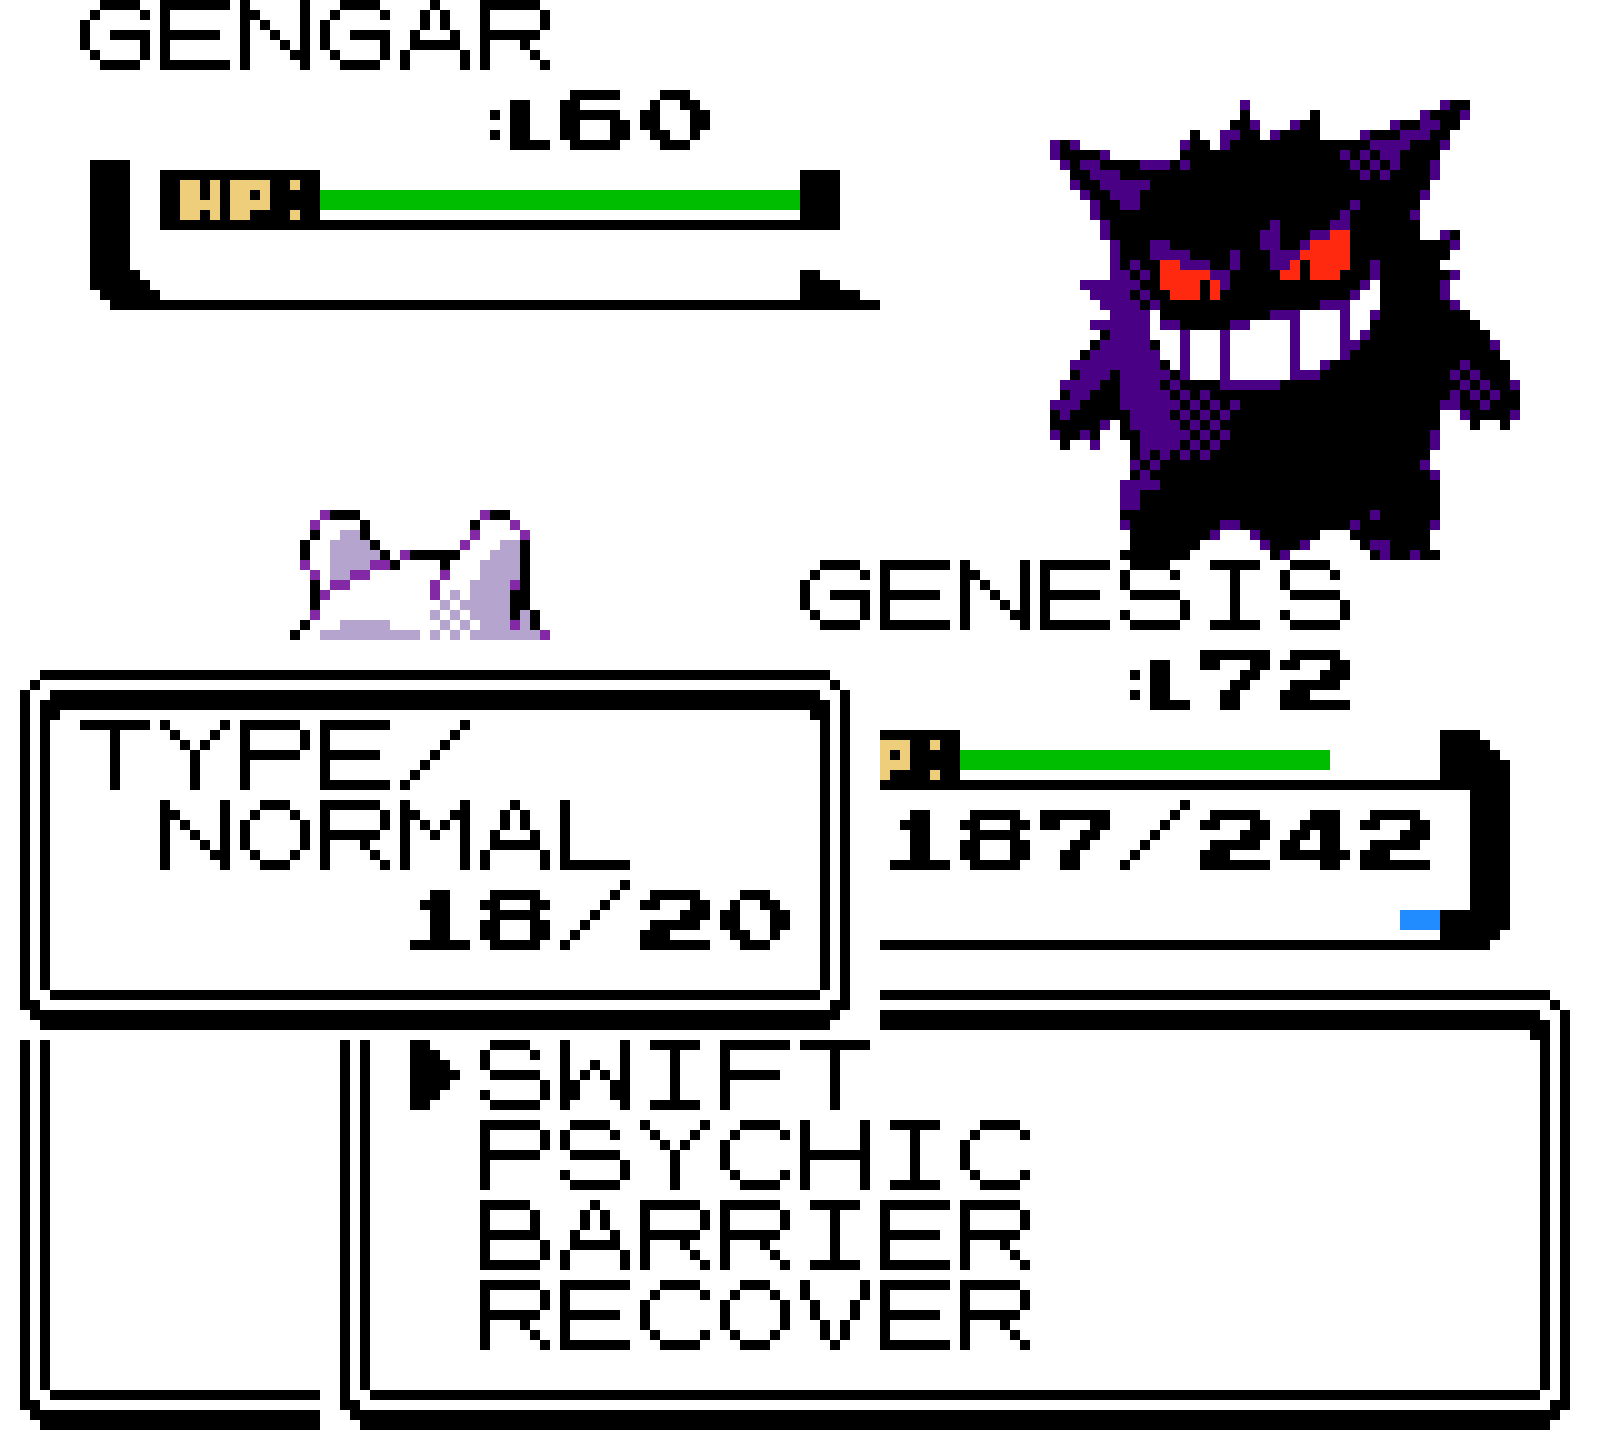 GENGAR
:L60
HP:
GENESIS
:L72
P:
187/242
TYPE/
NORMAL
18/20
▶SWIFT
PSYCHIC
BARRIER
RECOVER